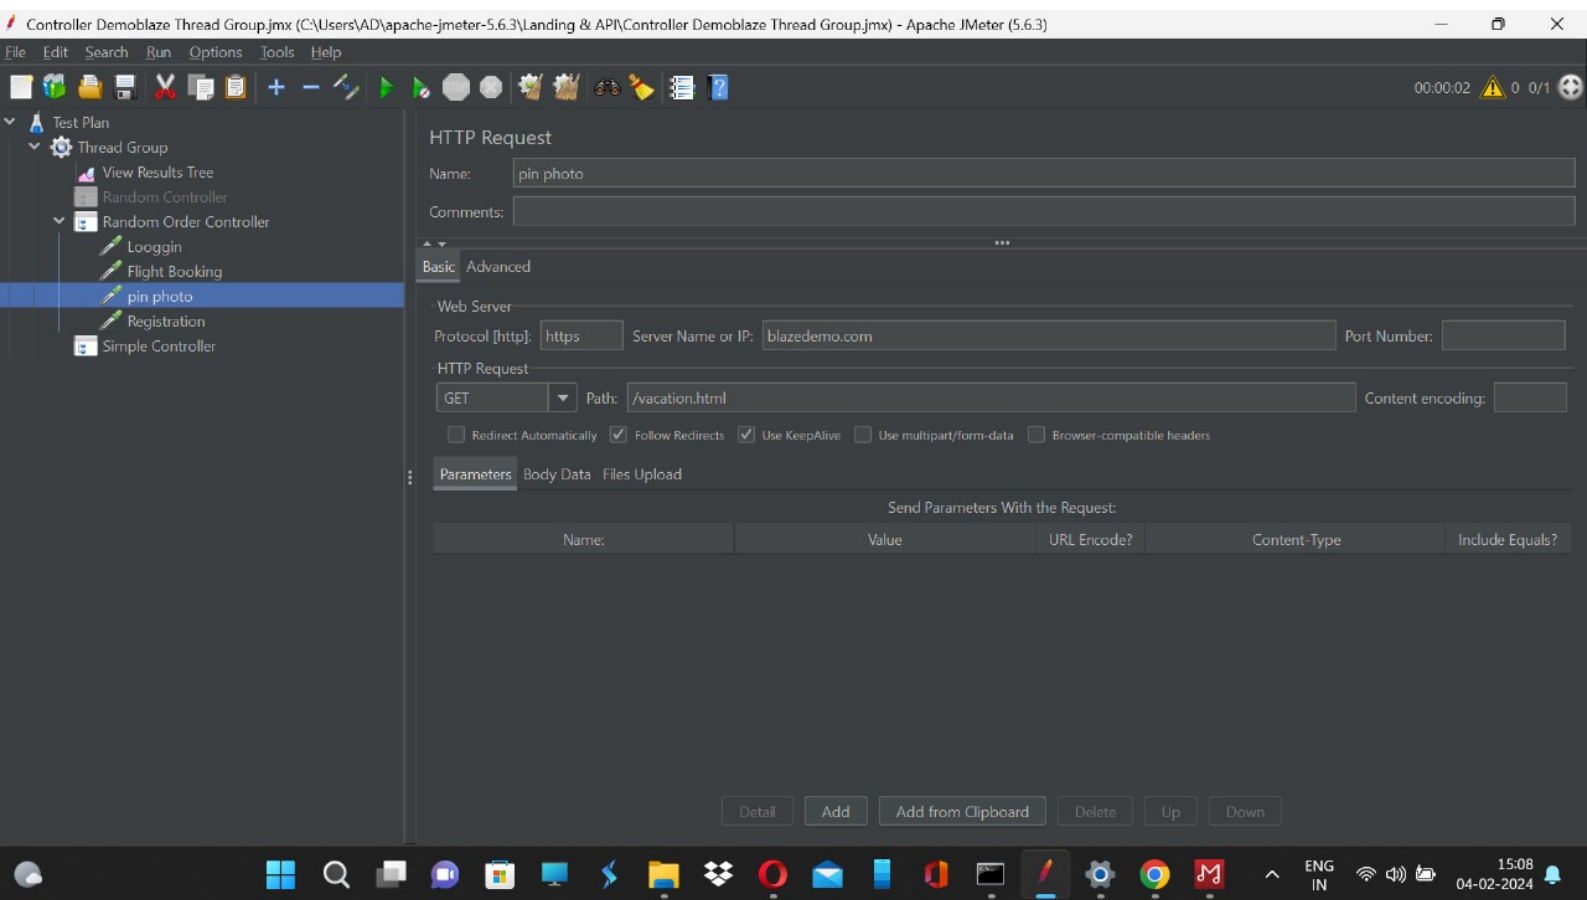 Controller Demoblaze Thread Group.jmx (C:\Users\AD\apache-jmeter-5.6.3\Landing & API\Controller Demoblaze Thread Group.jmx) - Apache JMeter (5.6.3)
File Edit Search Run Options Tools Help
00:00:02 0 0/1
Test Plan
Thread Group
View Results Tree
Random Controller
Random Order Controller
Looggin
Flight Booking
pin photo
Registration
Simple Controller
HTTP Request
Name: pin photo
Comments:
Basic Advanced
Web Server
Protocol [http]: https Server Name or IP: blazedemo.com Port Number:
HTTP Request
GET Path: /vacation.html Content encoding:
Redirect Automatically Follow Redirects Use KeepAlive Use multipart/form-data Browser-compatible headers
Parameters Body Data Files Upload
Send Parameters With the Request:
Name: Value URL Encode? Content-Type Include Equals?
Detail Add Add from Clipboard Delete Up Down
ENG
IN
15:08
04-02-2024